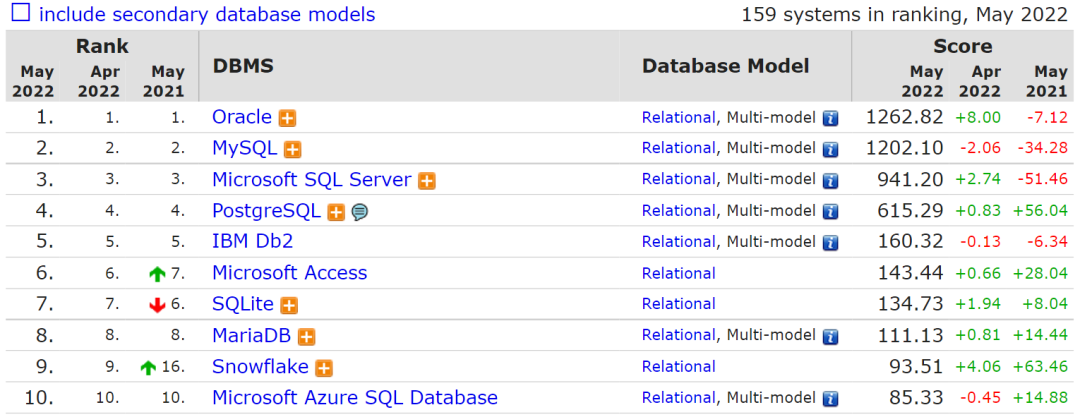 include secondary database models 159 systems in ranking, May 2022
Rank DBMS Database Model Score
May 2022 Apr 2022 May 2021 May 2022 Apr 2022 May 2021
1. 1. 1. Oracle Relational, Multi-model 1262.82 +8.00 -7.12
2. 2. 2. MySQL Relational, Multi-model 1202.10 -2.06 -34.28
3. 3. 3. Microsoft SQL Server Relational, Multi-model 941.20 +2.74 -51.46
4. 4. 4. PostgreSQL Relational, Multi-model 615.29 +0.83 +56.04
5. 5. 5. IBM Db2 Relational, Multi-model 160.32 -0.13 -6.34
6. 6. 7. Microsoft Access Relational 143.44 +0.66 +28.04
7. 7. 6. SQLite Relational 134.73 +1.94 +8.04
8. 8. 8. MariaDB Relational, Multi-model 111.13 +0.81 +14.44
9. 9. 16. Snowflake Relational 93.51 +4.06 +63.46
10. 10. 10. Microsoft Azure SQL Database Relational, Multi-model 85.33 -0.45 +14.88